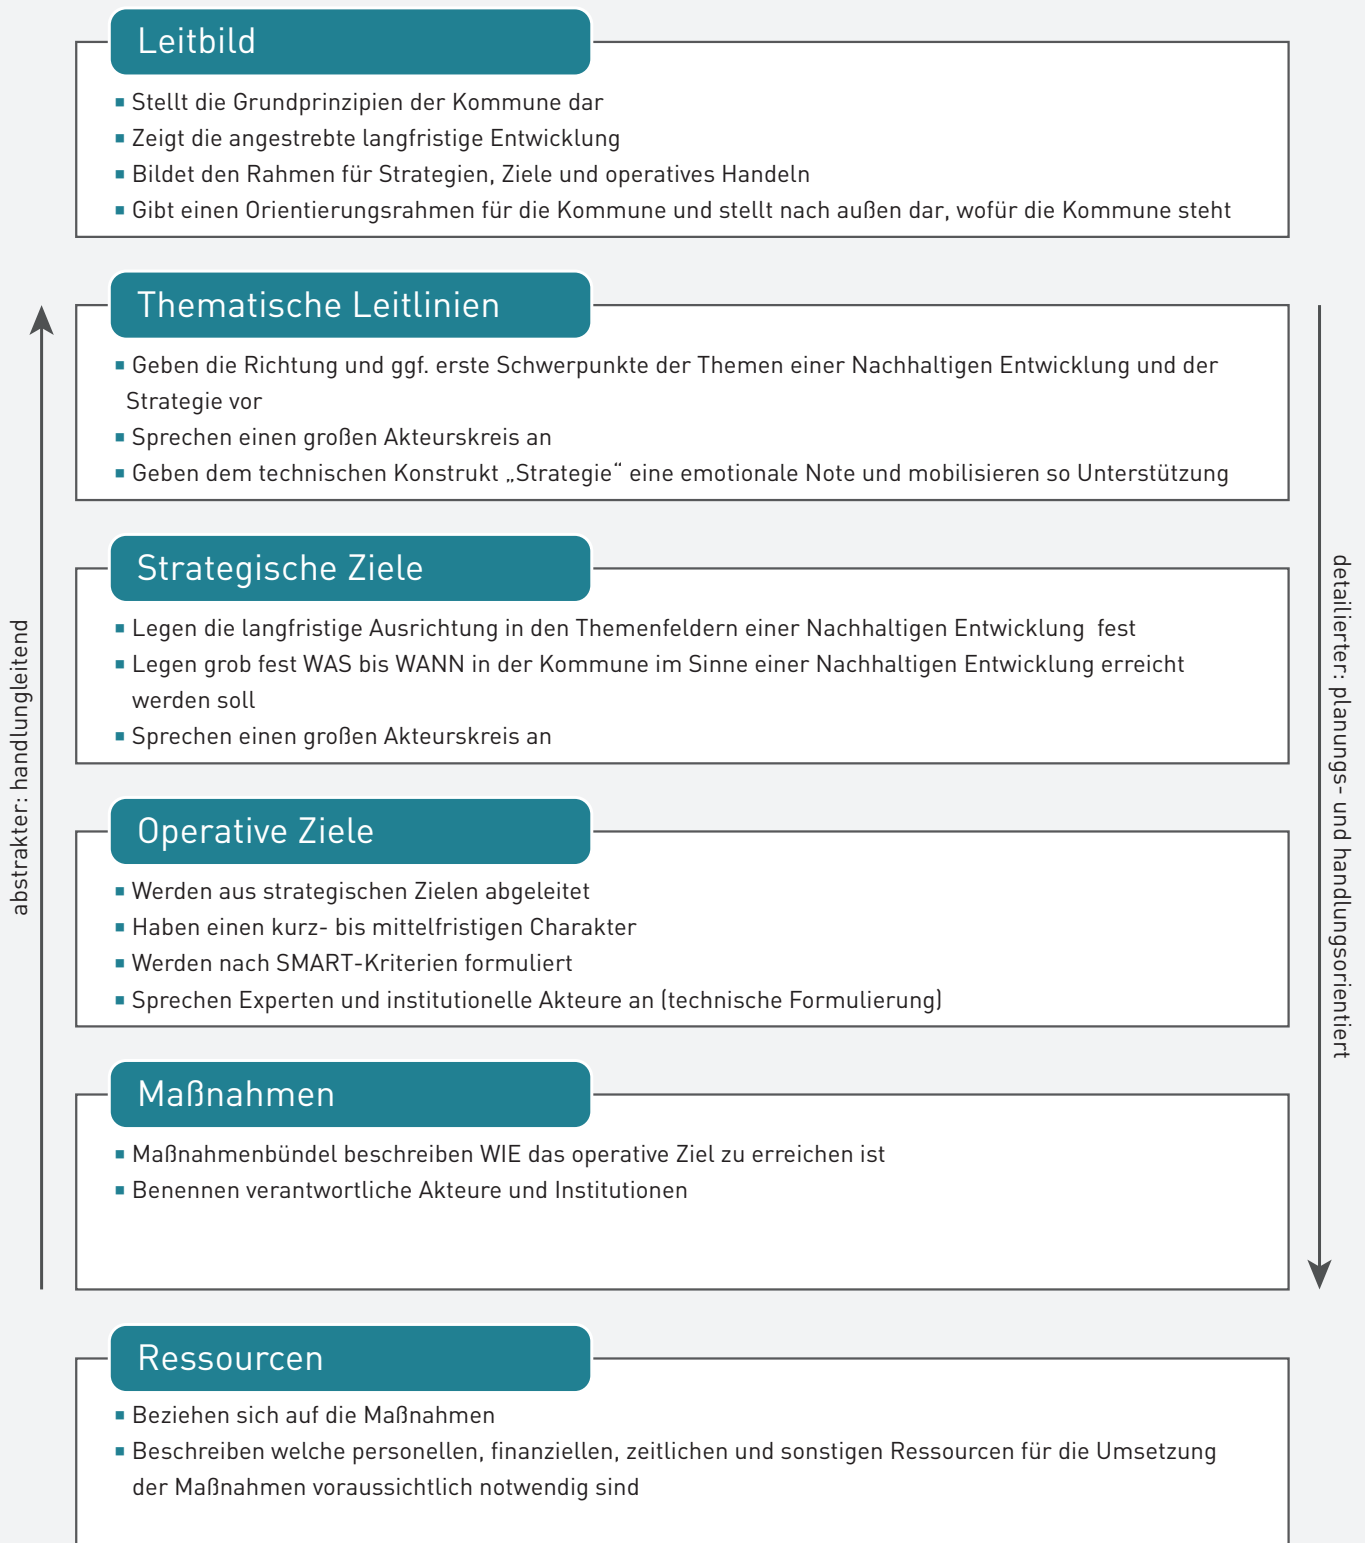 Leitbild
▪ Stellt die Grundprinzipien der Kommune dar
▪ Zeigt die angestrebte langfristige Entwicklung
▪ Bildet den Rahmen für Strategien, Ziele und operatives Handeln
▪ Gibt einen Orientierungsrahmen für die Kommune und stellt nach außen dar, wofür die Kommune steht
Thematische Leitlinien
▪ Geben die Richtung und ggf. erste Schwerpunkte der Themen einer Nachhaltigen Entwicklung und der
Strategie vor
▪ Sprechen einen großen Akteurskreis an
▪ Geben dem technischen Konstrukt „Strategie“ eine emotionale Note und mobilisieren so Unterstützung
Strategische Ziele
▪ Legen die langfristige Ausrichtung in den Themenfeldern einer Nachhaltigen Entwicklung fest
▪ Legen grob fest WAS bis WANN in der Kommune im Sinne einer Nachhaltigen Entwicklung erreicht
werden soll
▪ Sprechen einen großen Akteurskreis an
Operative Ziele
▪ Werden aus strategischen Zielen abgeleitet
▪ Haben einen kurz- bis mittelfristigen Charakter
▪ Werden nach SMART-Kriterien formuliert
▪ Sprechen Experten und institutionelle Akteure an (technische Formulierung)
Maßnahmen
▪ Maßnahmenbündel beschreiben WIE das operative Ziel zu erreichen ist
▪ Benennen verantwortliche Akteure und Institutionen
Ressourcen
▪ Beziehen sich auf die Maßnahmen
▪ Beschreiben welche personellen, finanziellen, zeitlichen und sonstigen Ressourcen für die Umsetzung
der Maßnahmen voraussichtlich notwendig sind
abstrakter: handlungleitend
detailierter: planungs- und handlungsorientiert